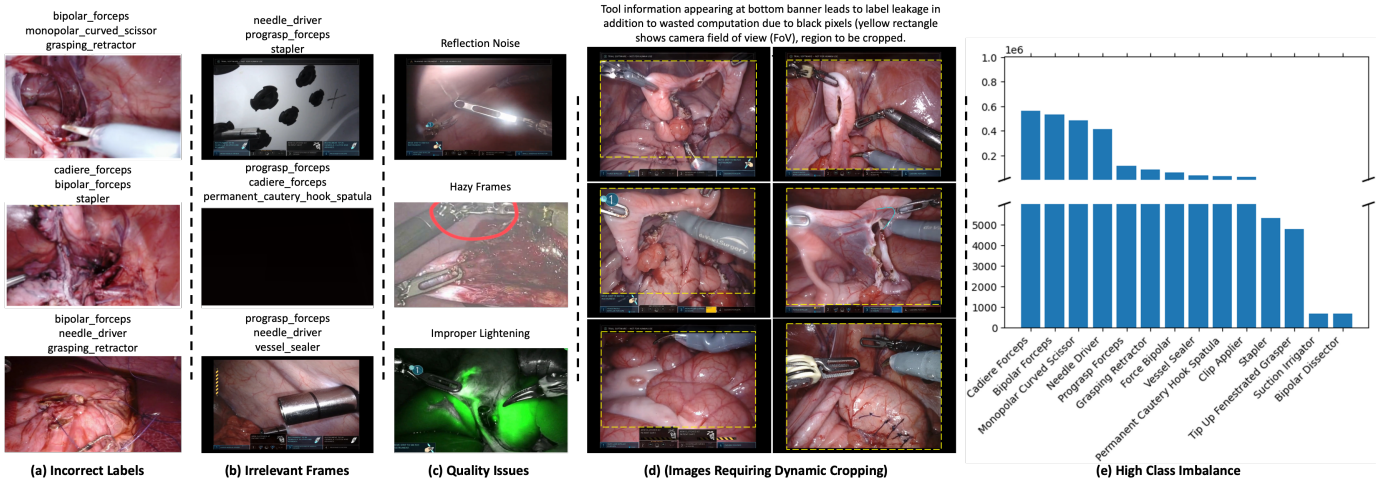 bipolar_forceps
monopolar_curved_scissor
grasping_retractor
cadiere_forceps
bipolar_forceps
stapler
bipolar_forceps
needle_driver
grasping_retractor
(a) Incorrect Labels
needle_driver
prograsp_forceps
stapler
prograsp_forceps
cadiere_forceps
permanent_cautery_hook_spatula
prograsp_forceps
needle_driver
vessel_sealer
(b) Irrelevant Frames
Reflection Noise
Hazy Frames
Improper Lightening
(c) Quality Issues
Tool information appearing at bottom banner leads to label leakage in
addition to wasted computation due to black pixels (yellow rectangle
shows camera field of view (FoV), region to be cropped.
(d) (Images Requiring Dynamic Cropping)
1e6
1.0
0.8
0.6
0.4
0.2
5000
4000
3000
2000
1000
0
Cadiere Forceps
Bipolar Forceps
Monopolar Curved Scissor
Needle Driver
Prograsp Forceps
Grasping Retractor
Force Bipolar
Vessel Sealer
Permanent Cautery Hook Spatula
Clip Applier
Stapler
Tip Up Fenestrated Grasper
Suction Irrigator
Bipolar Dissector
(e) High Class Imbalance